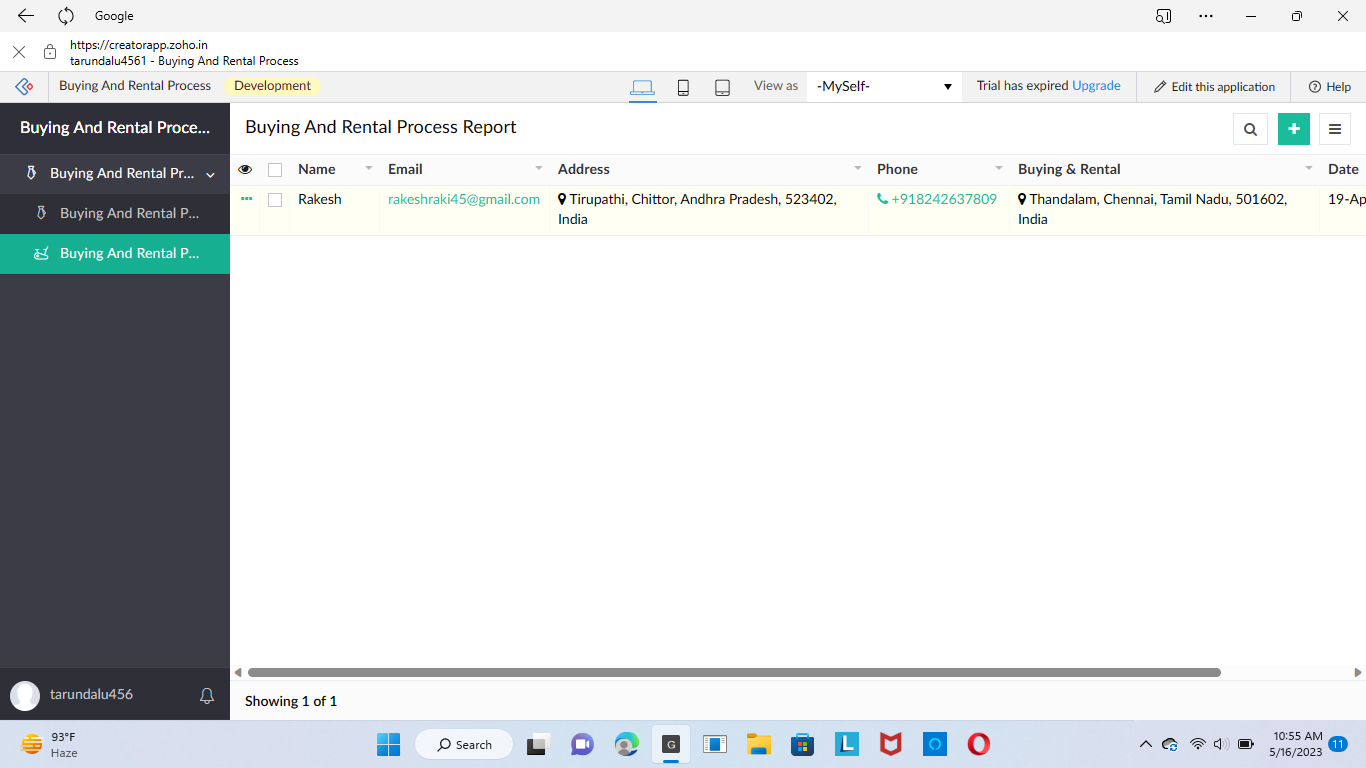 Google
https://creatorapp.zoho.in
tarundalu4561 - Buying And Rental Process
Buying And Rental Process Development View as -MySelf- Trial has expired Upgrade Edit this application Help
Buying And Rental Proce...
Buying And Rental Pr...
Buying And Rental P...
Buying And Rental P...
Buying And Rental Process Report
Name Email Address Phone Buying & Rental Date
Rakesh rakeshraki45@gmail.com Tirupathi, Chittor, Andhra Pradesh, 523402, +918242637809 Thandalam, Chennai, Tamil Nadu, 501602, 19-Ap
India India
Showing 1 of 1
tarundalu456
93°F
Haze
Search
G
L
O
10:55 AM
5/16/2023
11